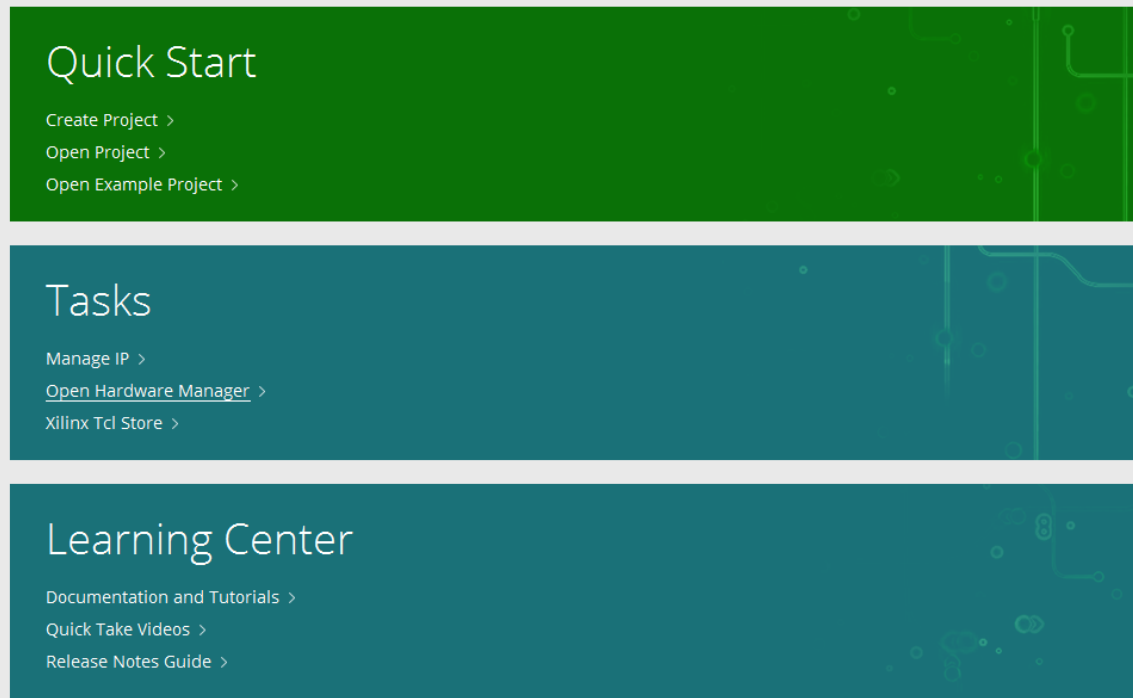 Quick Start
Create Project >
Open Project >
Open Example Project >
Tasks
Manage IP >
Open Hardware Manager >
Xilinx Tcl Store >
Learning Center
Documentation and Tutorials >
Quick Take Videos >
Release Notes Guide >